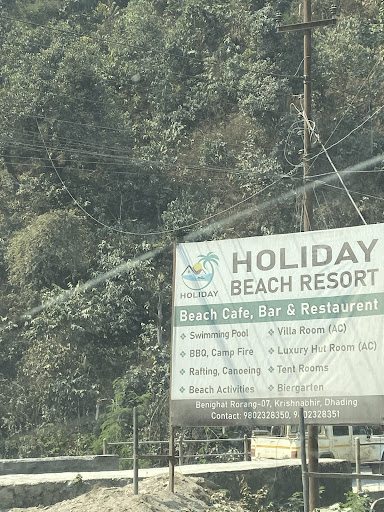 HOLIDAY
HOLIDAY
BEACH RESORT
Beach Cafe, Bar & Restaurent
❖ Swimming Pool
❖ BBQ, Camp Fire
❖ Rafting, Canoeing
❖ Beach Activities
❖ Villa Room (AC)
❖ Luxury Hut Room (AC)
❖ Tent Rooms
❖ Biergarten
Benighat Rorang-07, Krishnabhir, Dhading
Contact: 9802328350, 9802328351